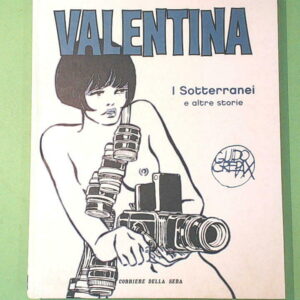 VALENTINA
I Sotterranei
e altre storie
GUIDO
CREPAX
CORRIERE DELLA SERA